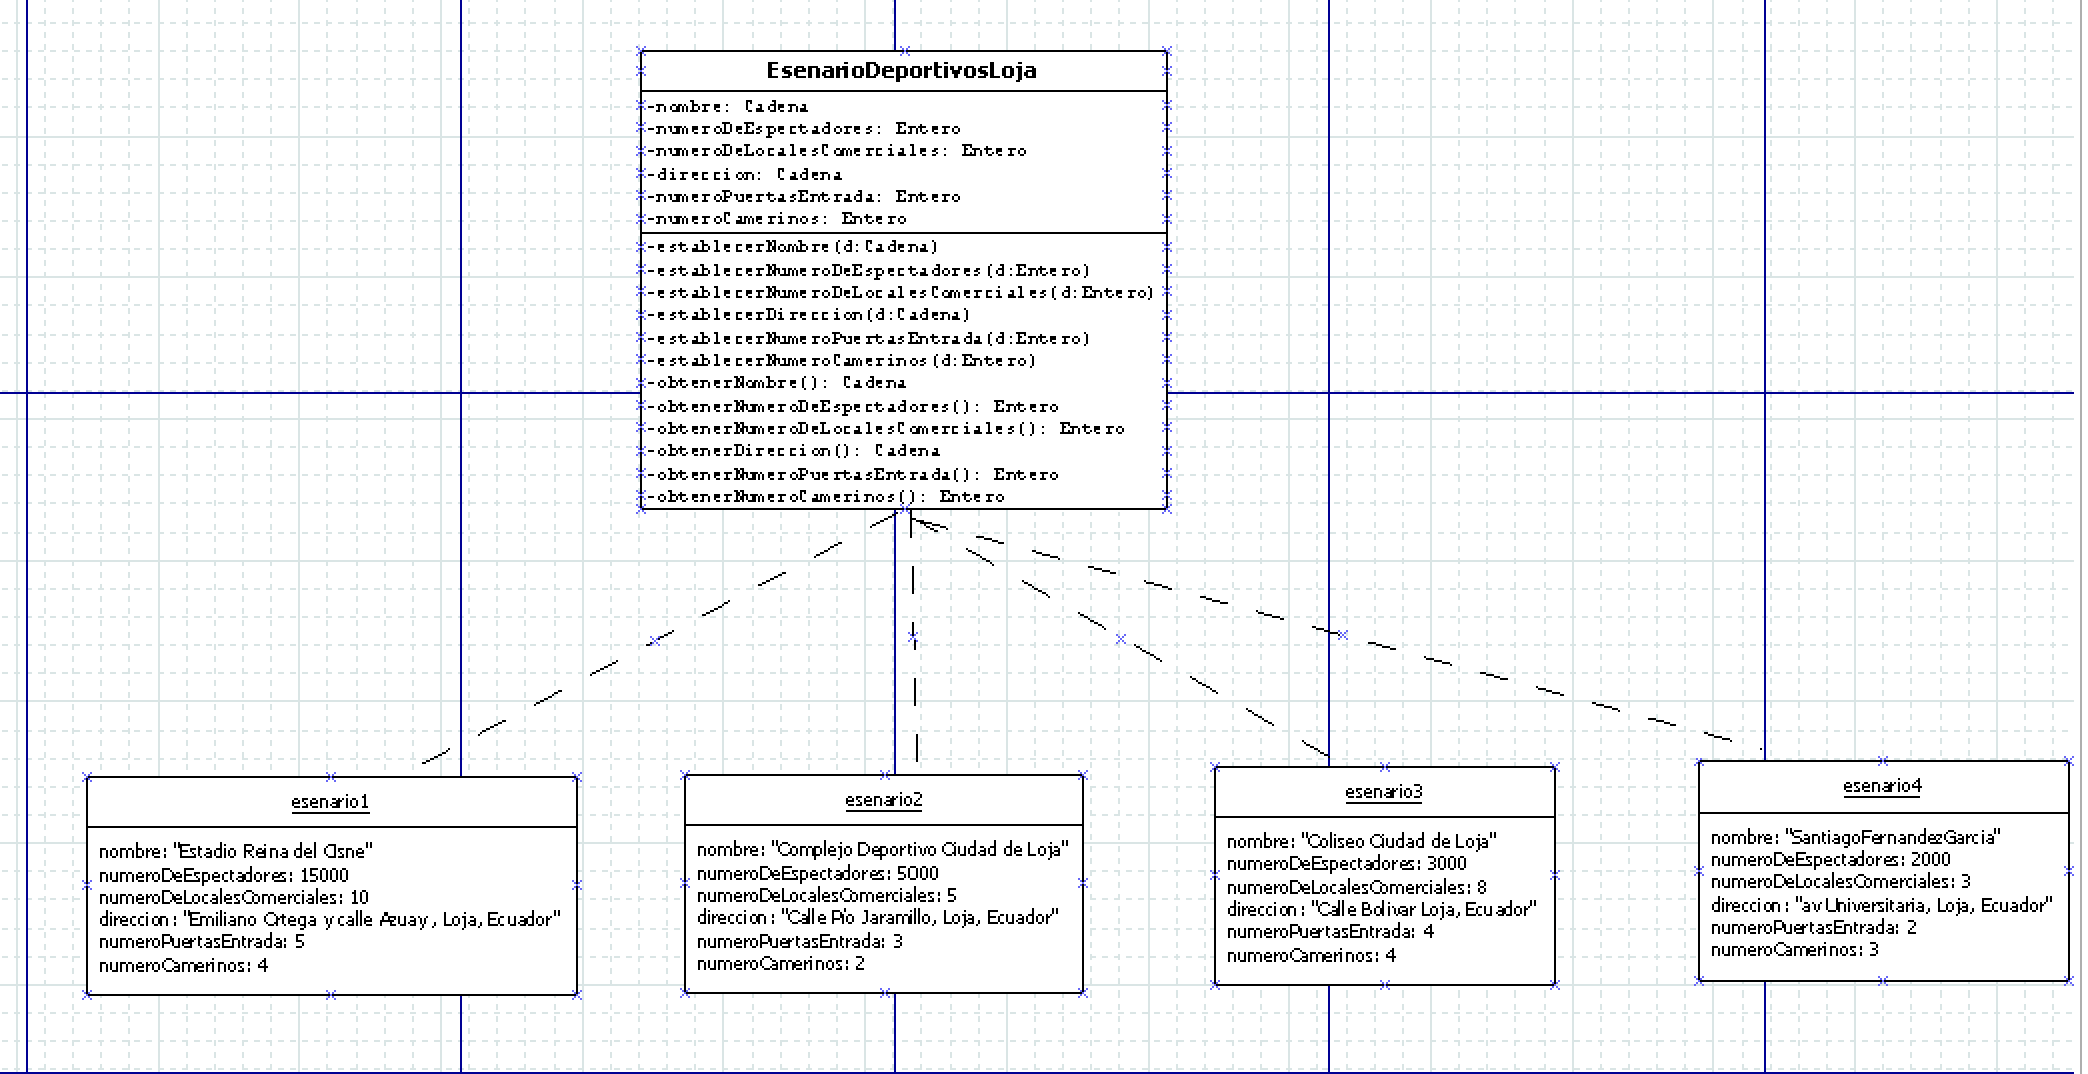 EsenarioDeportivosLoja
-nombre: Cadena
-numeroDeEspectadores: Entero
-numeroDeLocalesComerciales: Entero
-direccion: Cadena
-numeroPuertasEntrada: Entero
-numeroCamerinos: Entero
-establecerNombre(d:Cadena)
-establecerNumeroDeEspectadores(d:Entero)
-establecerNumeroDeLocalesComerciales(d:Entero)
-establecerDireccion(d:Cadena)
-establecerNumeroPuertasEntrada(d:Entero)
-establecerNumeroCamerinos(d:Entero)
-obtenerNombre(): Cadena
-obtenerNumeroDeEspectadores(): Entero
-obtenerNumeroDeLocalesComerciales(): Entero
-obtenerDireccion(): Cadena
-obtenerNumeroPuertasEntrada(): Entero
-obtenerNumeroCamerinos(): Entero
esenario1
nombre: "Estadio Reina del Cisne"
numeroDeEspectadores: 15000
numeroDeLocalesComerciales: 10
direccion: "Emiliano Ortega y calle Azuay, Loja, Ecuador"
numeroPuertasEntrada: 5
numeroCamerinos: 4
esenario2
nombre: "Complejo Deportivo Ciudad de Loja"
numeroDeEspectadores: 5000
numeroDeLocalesComerciales: 5
direccion: "Calle Pío Jaramillo, Loja, Ecuador"
numeroPuertasEntrada: 3
numeroCamerinos: 2
esenario3
nombre: "Coliseo Ciudad de Loja"
numeroDeEspectadores: 3000
numeroDeLocalesComerciales: 8
direccion: "Calle Bolivar Loja, Ecuador"
numeroPuertasEntrada: 4
numeroCamerinos: 4
esenario4
nombre: "SantiagoFernandezGarcia"
numeroDeEspectadores: 2000
numeroDeLocalesComerciales: 3
direccion: "av Universitaria, Loja, Ecuador"
numeroPuertasEntrada: 2
numeroCamerinos: 3